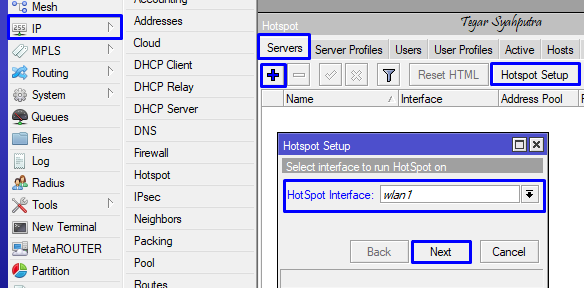 Mesh
IP
MPLS
Routing
System
Queues
Files
Log
Radius
Tools
New Terminal
MetaROUTER
Partition
Accounting
Addresses
Cloud
DHCP Client
DHCP Relay
DHCP Server
DNS
Firewall
Hotspot
IPsec
Neighbors
Packing
Pool
Routes
Hotspot
Tegar Syahputra
Servers Server Profiles Users User Profiles Active Hosts
Reset HTML Hotspot Setup
Name Interface Address Pool
Hotspot Setup
Select interface to run HotSpot on
HotSpot Interface: wlan1
Back Next Cancel